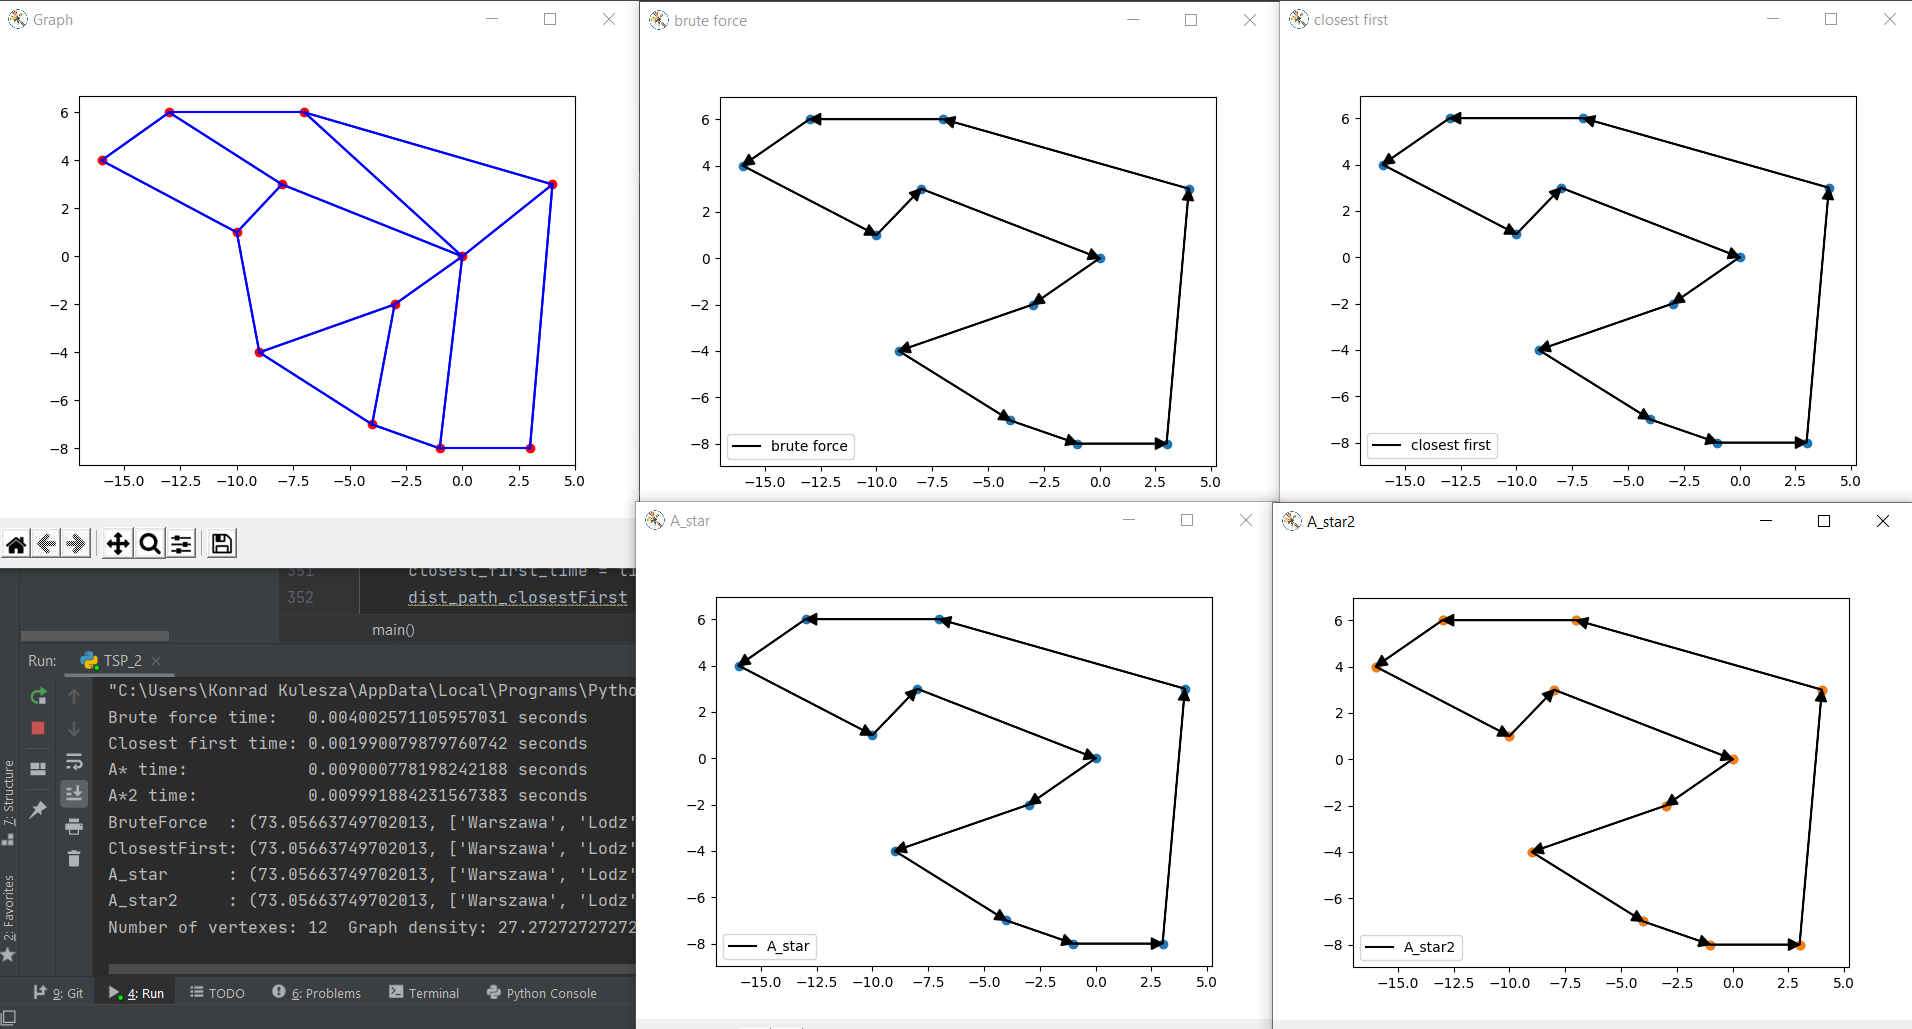 Graph
6
4
2
0
−2
−4
−6
−8
−15.0 −12.5 −10.0 −7.5 −5.0 −2.5 0.0 2.5 5.0
brute force
6
4
2
0
−2
−4
−6
−8
brute force
−15.0 −12.5 −10.0 −7.5 −5.0 −2.5 0.0 2.5 5.0
closest first
6
4
2
0
−2
−4
−6
−8
closest first
−15.0 −12.5 −10.0 −7.5 −5.0 −2.5 0.0 2.5 5.0
351 closest_first_time = ti
352 dist_path_closestFirst
main()
Run: TSP_2
"C:\Users\Konrad Kulesza\AppData\Local\Programs\Pytho
Brute force time: 0.004002571105957031 seconds
Closest first time: 0.001990079879760742 seconds
A* time: 0.009000778198242188 seconds
A*2 time: 0.009991884231567383 seconds
BruteForce : (73.05663749702013, ['Warszawa', 'Lodz'
ClosestFirst: (73.05663749702013, ['Warszawa', 'Lodz'
A_star : (73.05663749702013, ['Warszawa', 'Lodz'
A_star2 : (73.05663749702013, ['Warszawa', 'Lodz'
Number of vertexes: 12 Graph density: 27.27272727272
7: Structure
2: Favorites
9: Git 4: Run TODO 6: Problems Terminal Python Console
A_star
6
4
2
0
−2
−4
−6
−8
A_star
−15.0 −12.5 −10.0 −7.5 −5.0 −2.5 0.0 2.5 5.0
A_star2
6
4
2
0
−2
−4
−6
−8
A_star2
−15.0 −12.5 −10.0 −7.5 −5.0 −2.5 0.0 2.5 5.0